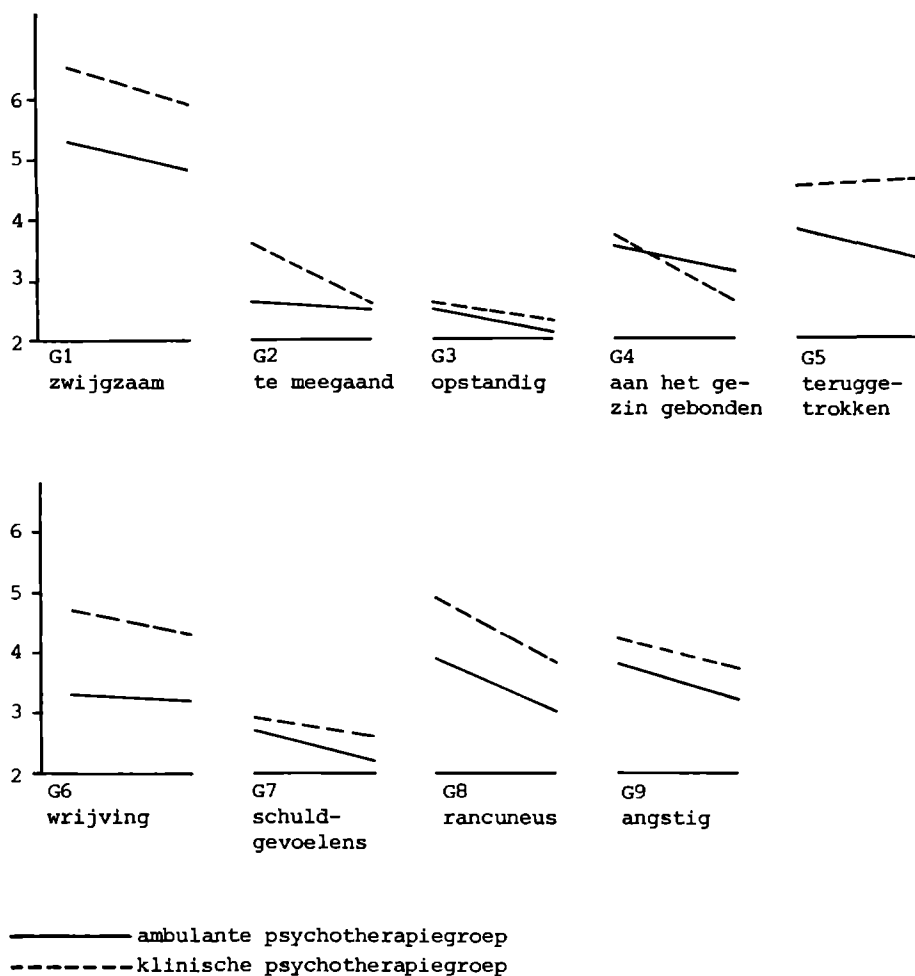 6
5
4
3
2
G1 G2 G3 G4 G5
zwijgzaam te meegaand opstandig aan het ge- terugge-
zin gebonden trokken
6
5
4
3
2
G6 G7 G8 G9
wrijving schuld- rancuneus angstig
gevoelens
ambulante psychotherapiegroep
klinische psychotherapiegroep